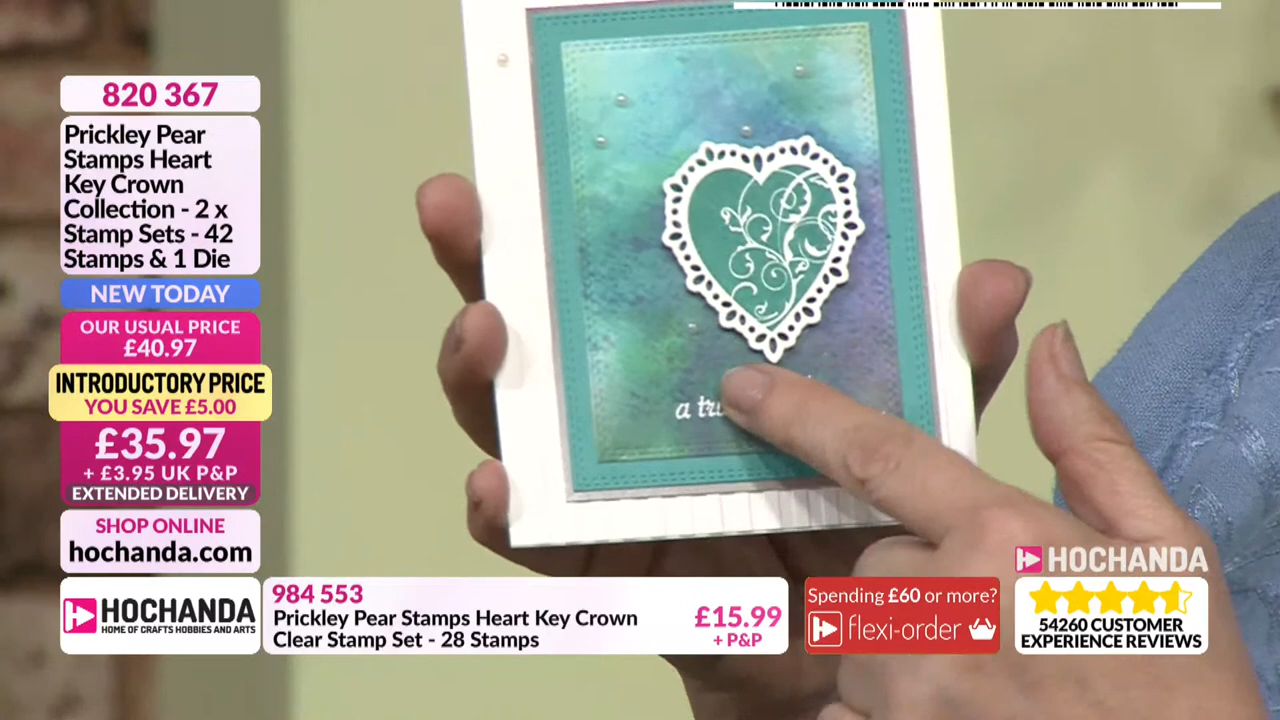 820 367
Prickley Pear
Stamps Heart
Key Crown
Collection - 2 x
Stamp Sets - 42
Stamps & 1 Die
NEW TODAY
OUR USUAL PRICE
£40.97
INTRODUCTORY PRICE
YOU SAVE £5.00
£35.97
+ £3.95 UK P&P
EXTENDED DELIVERY
SHOP ONLINE
hochanda.com
a
HOCHANDA
HOCHANDA
HOME OF CRAFTS HOBBIES AND ARTS
984 553
Prickley Pear Stamps Heart Key Crown
Clear Stamp Set - 28 Stamps
£15.99
+ P&P
Spending £60 or more?
flexi-order
54260 CUSTOMER
EXPERIENCE REVIEWS